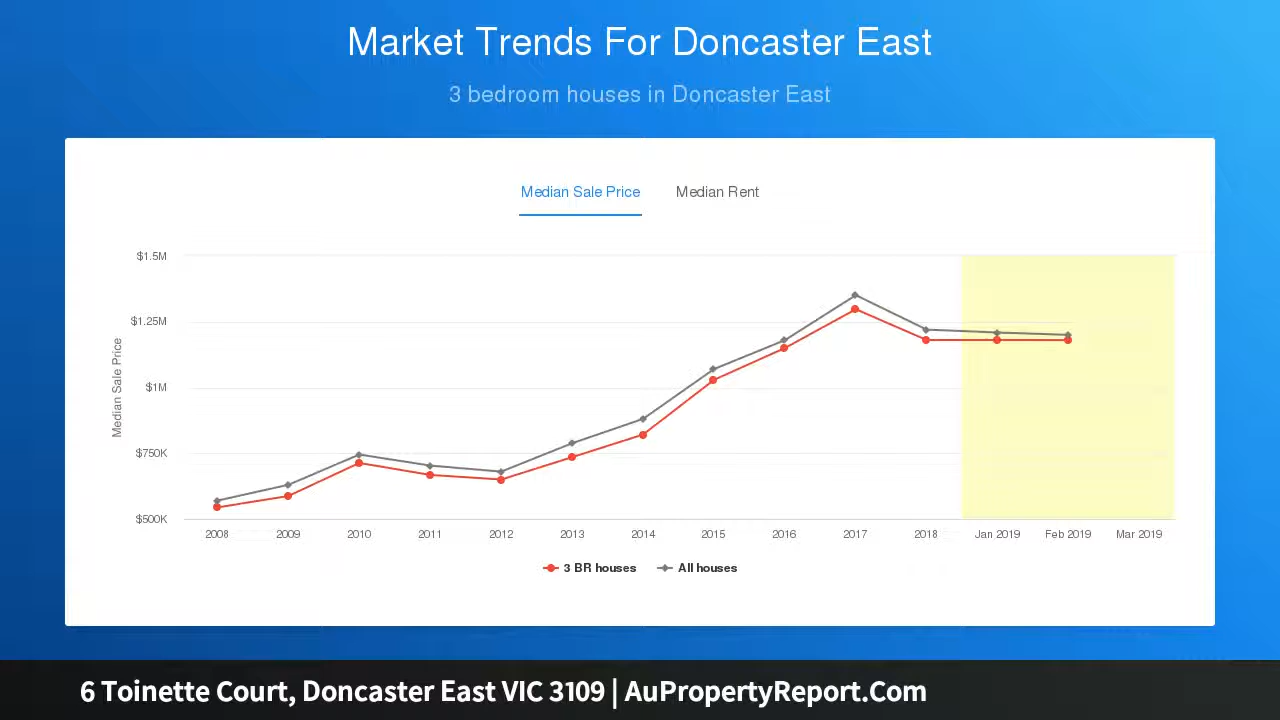 Market Trends For Doncaster East
3 bedroom houses in Doncaster East
Median Sale Price Median Rent
$1.5M
$1.25M
$1M
$750K
$500K
Median Sale Price
2008 2009 2010 2011 2012 2013 2014 2015 2016 2017 2018 Jan 2019 Feb 2019 Mar 2019
3 BR houses All houses
6 Toinette Court, Doncaster East VIC 3109 | AuPropertyReport.Com